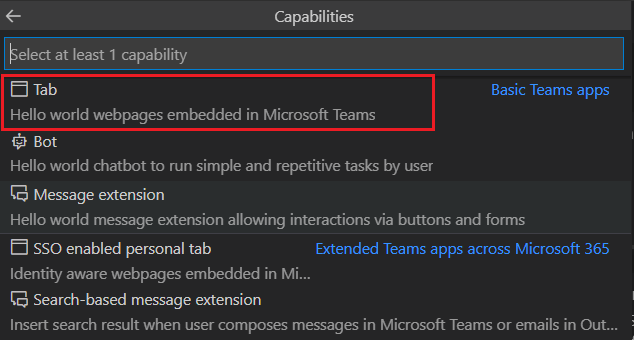 Capabilities
Select at least 1 capability
Tab Basic Teams apps
Hello world webpages embedded in Microsoft Teams
Bot
Hello world chatbot to run simple and repetitive tasks by user
Message extension
Hello world message extension allowing interactions via buttons and forms
SSO enabled personal tab Extended Teams apps across Microsoft 365
Identity aware webpages embedded in Mi...
Search-based message extension
Insert search result when user composes messages in Microsoft Teams or emails in Out...